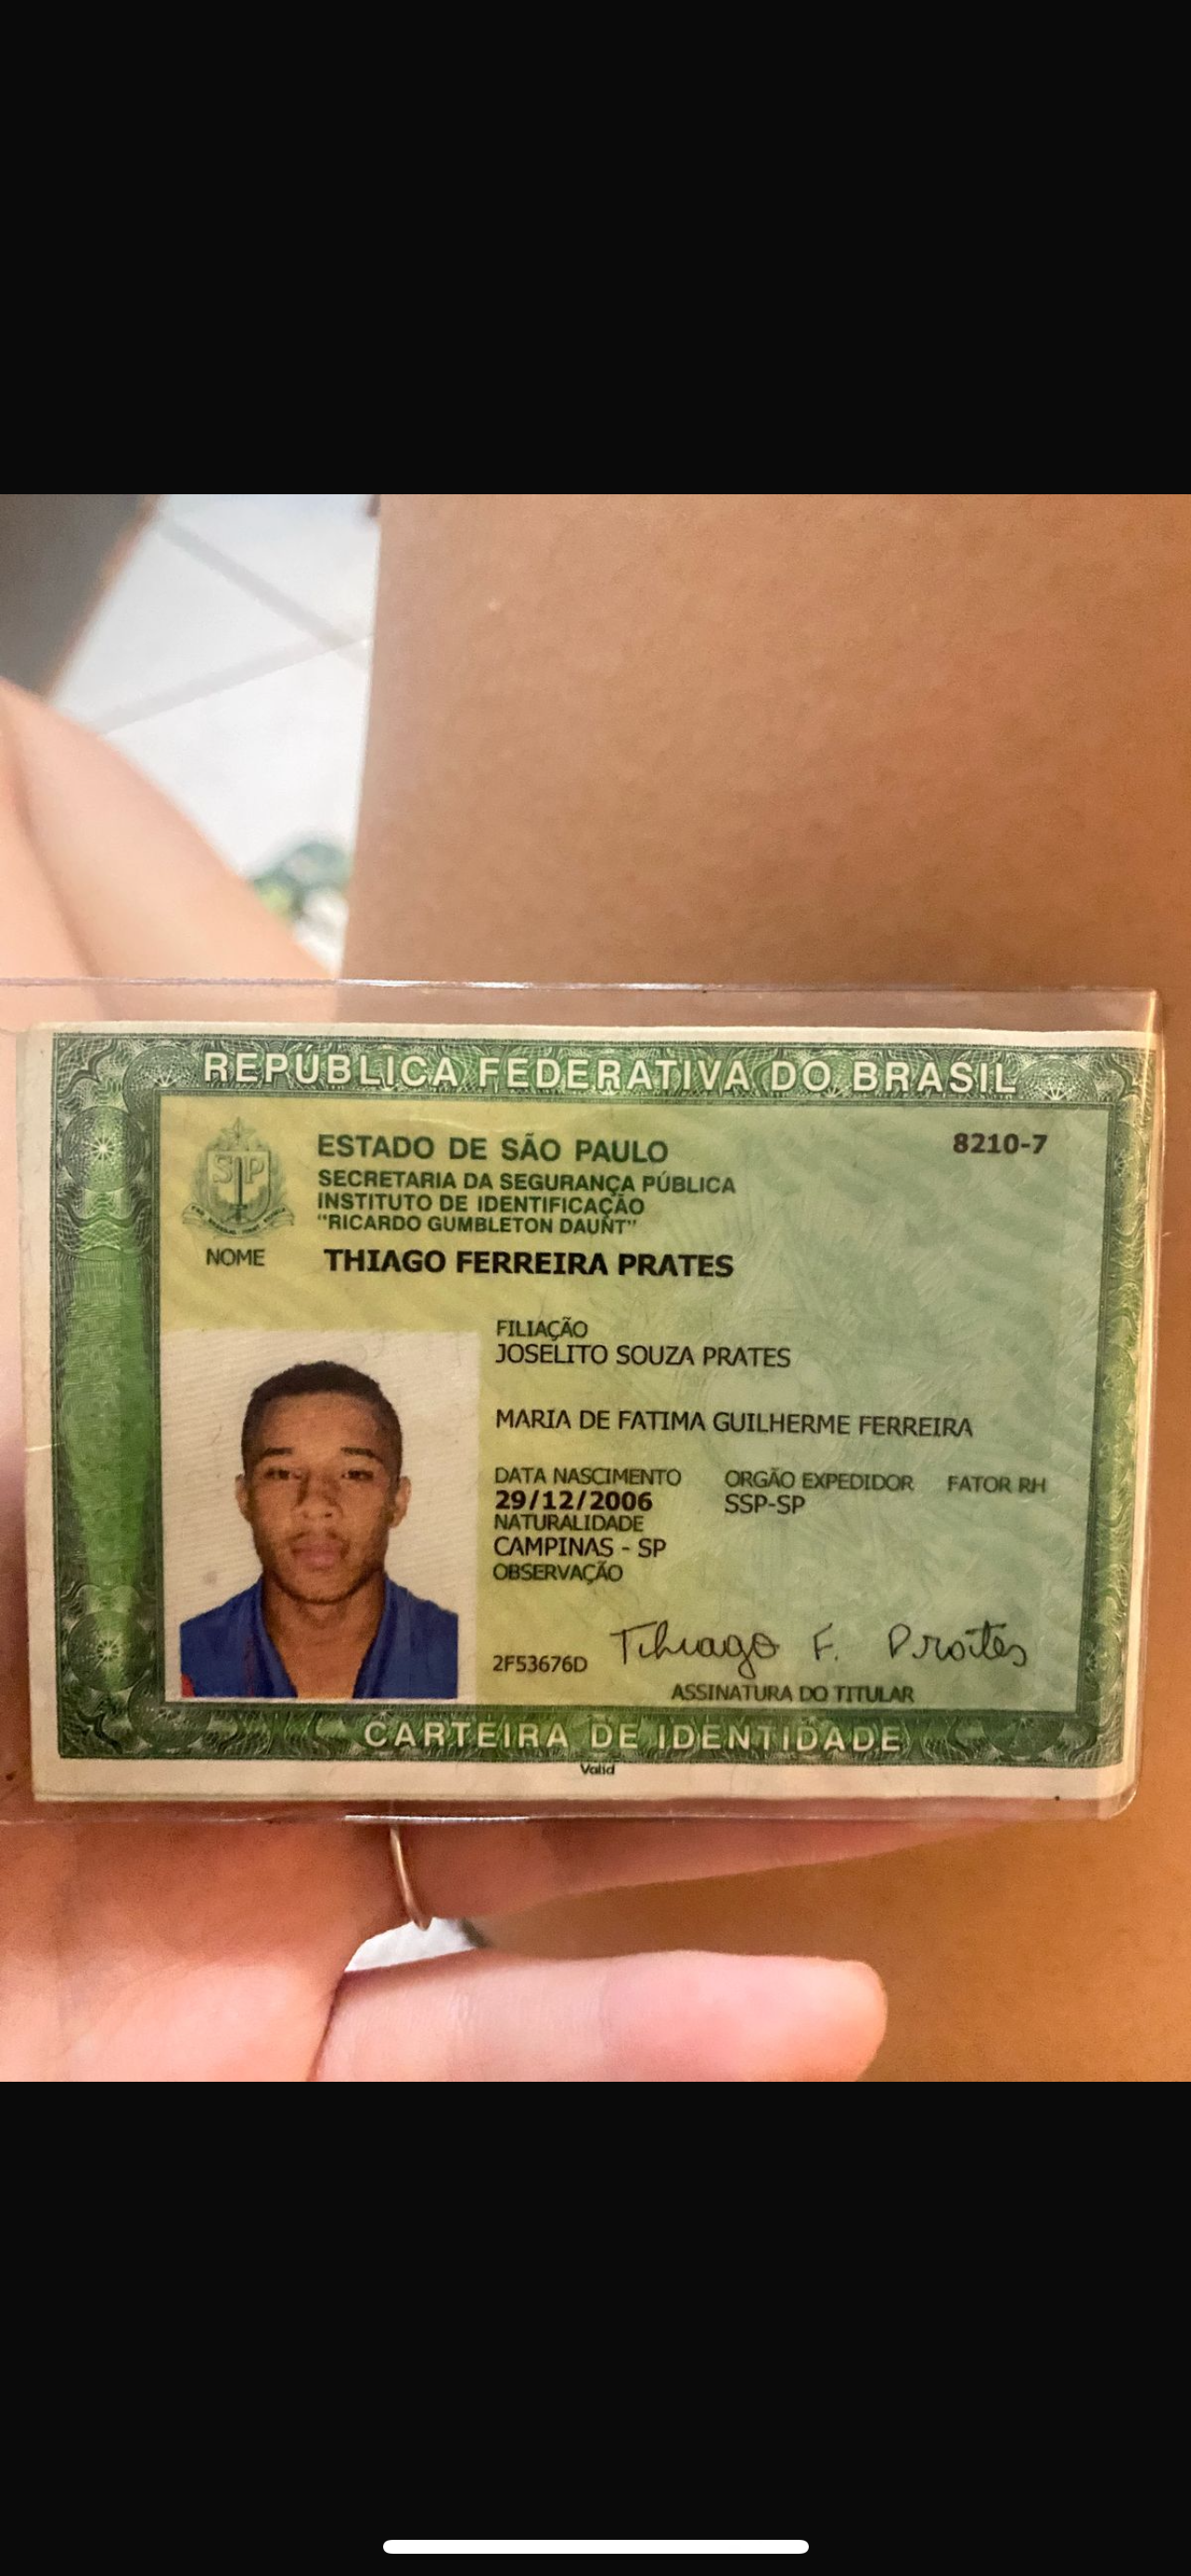 REPÚBLICA FEDERATIVA DO BRASIL
SP
ESTADO DE SÃO PAULO
8210-7
SECRETARIA DA SEGURANÇA PÚBLICA
INSTITUTO DE IDENTIFICAÇÃO
"RICARDO GUMBLETON DAUNT"
NOME THIAGO FERREIRA PRATES
FILIAÇÃO
JOSELITO SOUZA PRATES
MARIA DE FATIMA GUILHERME FERREIRA
DATA NASCIMENTO ORGÃO EXPEDIDOR FATOR RH
29/12/2006 SSP-SP
NATURALIDADE
CAMPINAS - SP
OBSERVAÇÃO
2F53676D Thiago F. Prates
ASSINATURA DO TITULAR
CARTEIRA DE IDENTIDADE
Valid